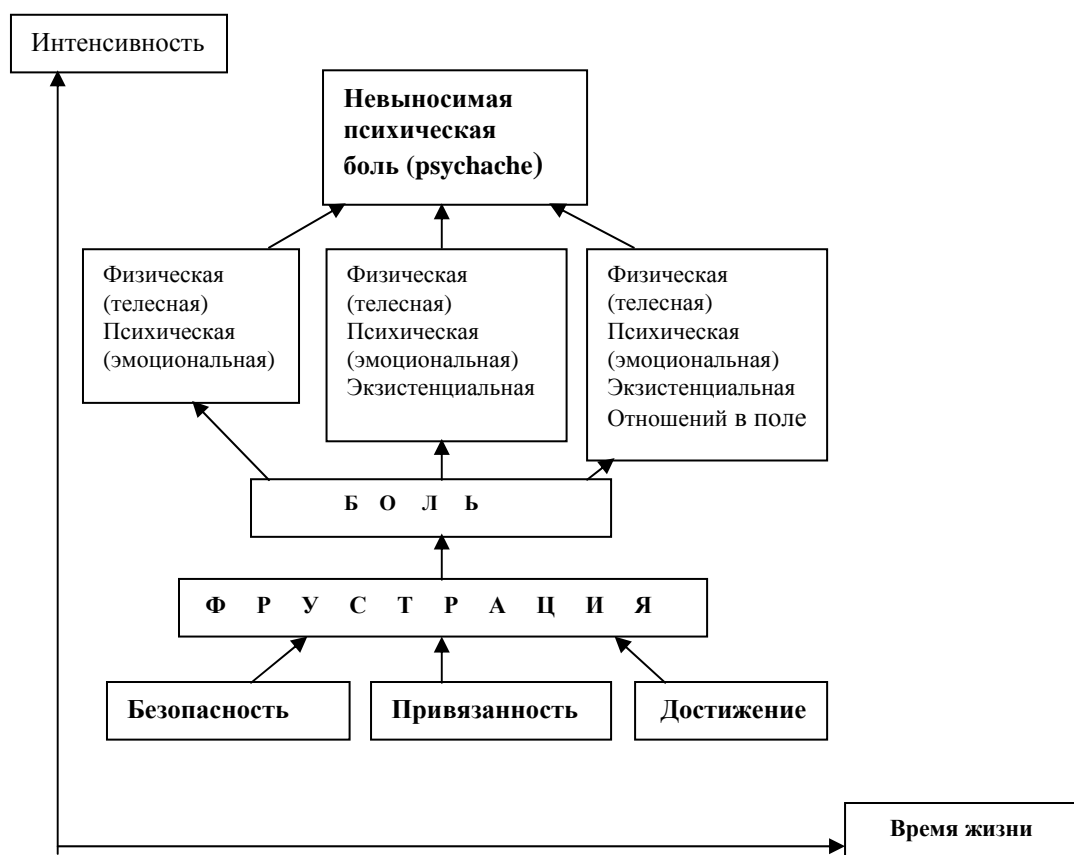 Интенсивность
Невыносимая
психическая
боль (psychache)
Физическая
(телесная)
Психическая
(эмоциональная)
Физическая
(телесная)
Психическая
(эмоциональная)
Экзистенциальная
Физическая
(телесная)
Психическая
(эмоциональная)
Экзистенциальная
Отношений в поле
Б О Л Ь
Ф Р У С Т Р А Ц И Я
Безопасность
Привязанность
Достижение
Время жизни